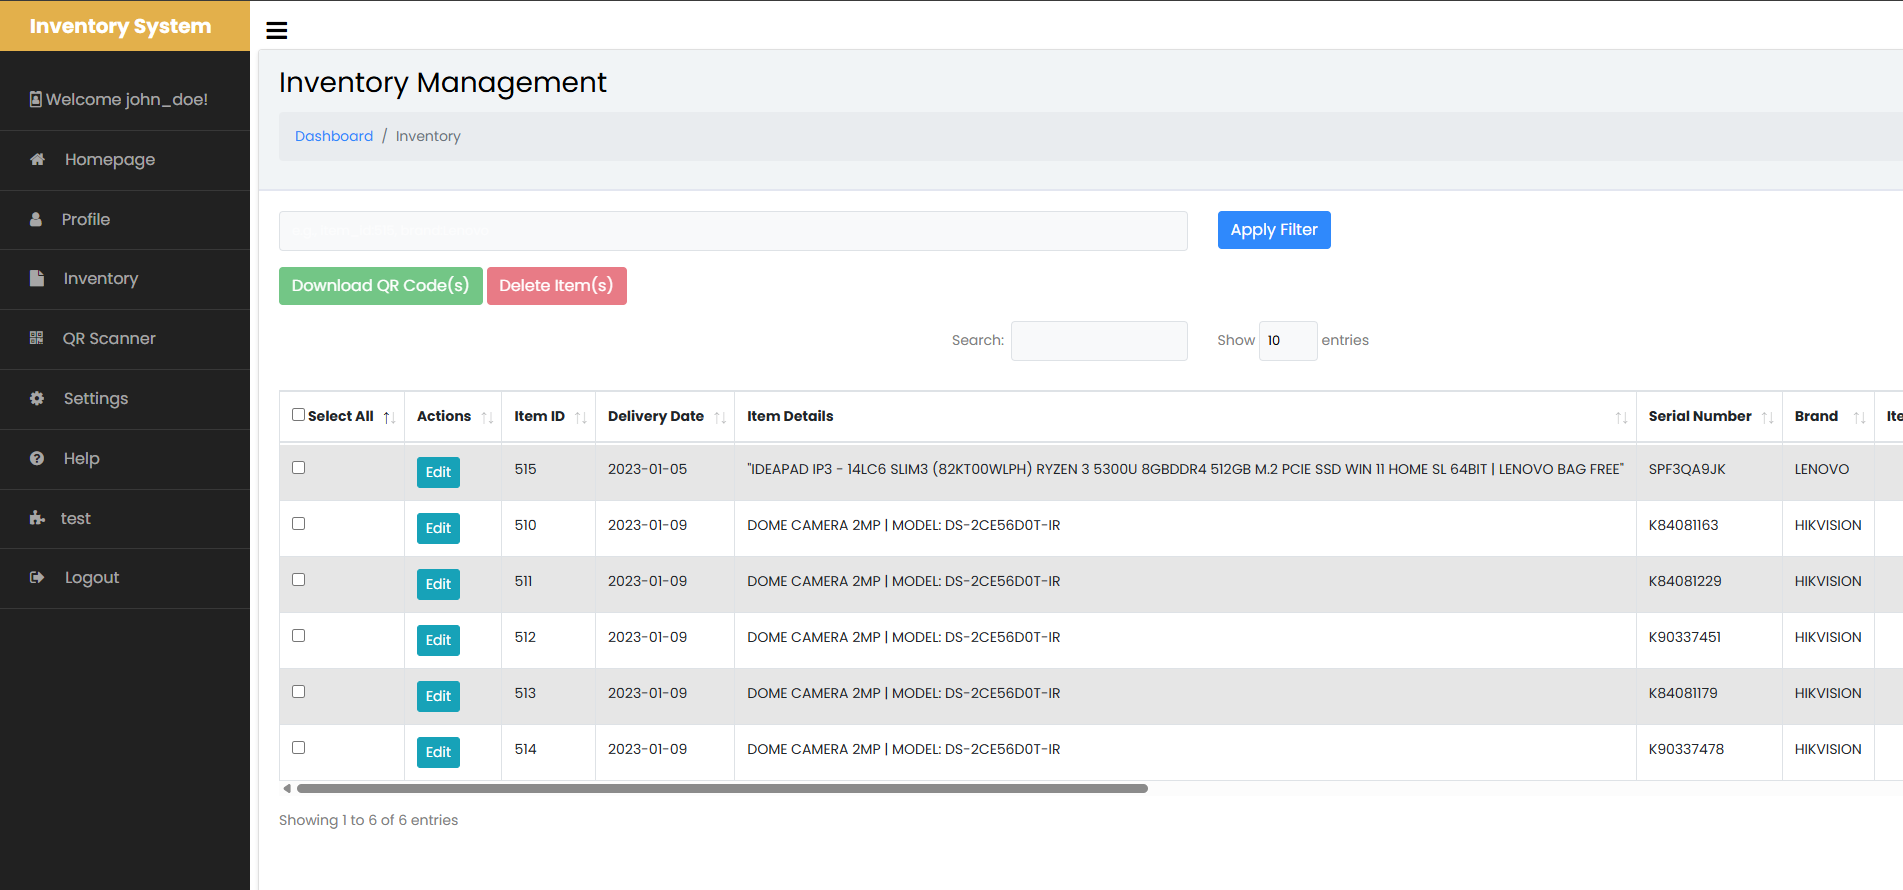 Inventory System
Welcome john_doe!
Homepage
Profile
Inventory
QR Scanner
Settings
Help
test
Logout
Inventory Management
Dashboard / Inventory
Apply Filter
Download QR Code(s) Delete Item(s)
Search: Show 10 entries
Select All Actions Item ID Delivery Date Item Details Serial Number Brand Ite
Edit 515 2023-01-05 "IDEAPAD IP3 - 14LC6 SLIM3 (82KT00WLPH) RYZEN 3 5300U 8GBDDR4 512GB M.2 PCIE SSD WIN 11 HOME SL 64BIT | LENOVO BAG FREE" SPF3QA9JK LENOVO
Edit 510 2023-01-09 DOME CAMERA 2MP | MODEL: DS-2CE56D0T-IR K84081163 HIKVISION
Edit 511 2023-01-09 DOME CAMERA 2MP | MODEL: DS-2CE56D0T-IR K84081229 HIKVISION
Edit 512 2023-01-09 DOME CAMERA 2MP | MODEL: DS-2CE56D0T-IR K90337451 HIKVISION
Edit 513 2023-01-09 DOME CAMERA 2MP | MODEL: DS-2CE56D0T-IR K84081179 HIKVISION
Edit 514 2023-01-09 DOME CAMERA 2MP | MODEL: DS-2CE56D0T-IR K90337478 HIKVISION
Showing 1 to 6 of 6 entries